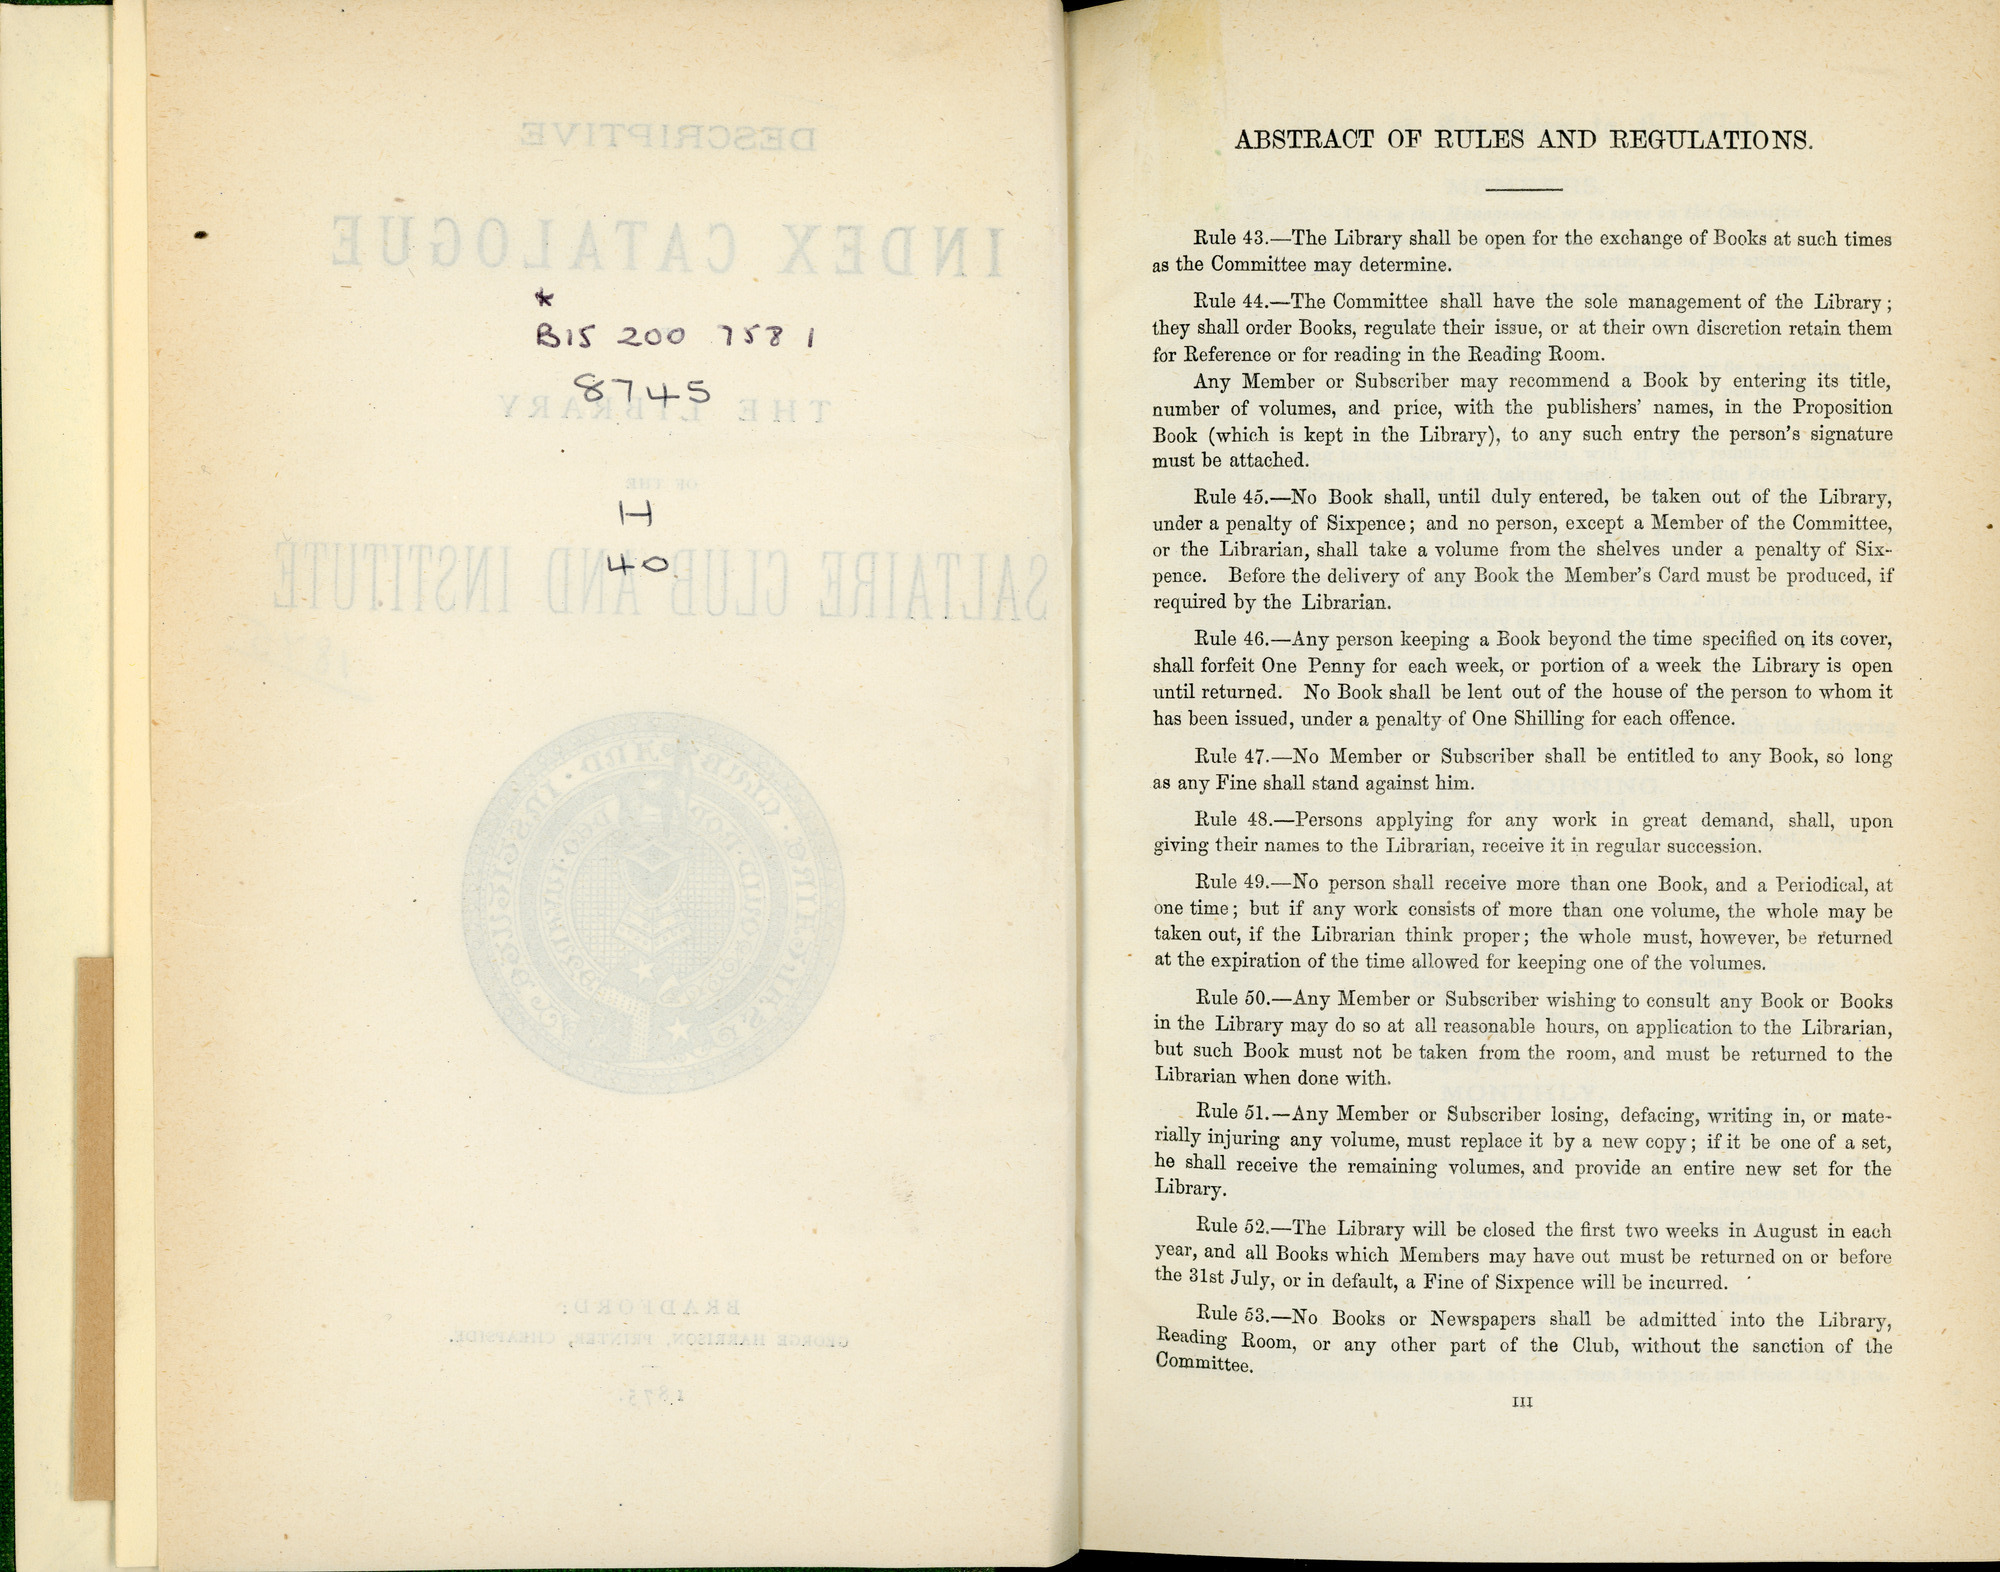 DESCRIPTIVE
INDEX CATALOGUE
*
B15 200 758 1
8745
THE LIBRARY
OF THE
H
40
SALTAIRE CLUB AND INSTITUTE
BRADFORD:
GEORGE HARRISON, PRINTER, CHEAPSIDE.
1875.
ABSTRACT OF RULES AND REGULATIONS.
Rule 43.—The Library shall be open for the exchange of Books at such times
as the Committee may determine.
Rule 44.—The Committee shall have the sole management of the Library;
they shall order Books, regulate their issue, or at their own discretion retain them
for Reference or for reading in the Reading Room.
Any Member or Subscriber may recommend a Book by entering its title,
number of volumes, and price, with the publishers' names, in the Proposition
Book (which is kept in the Library), to any such entry the person's signature
must be attached.
Rule 45.—No Book shall, until duly entered, be taken out of the Library,
under a penalty of Sixpence; and no person, except a Member of the Committee,
or the Librarian, shall take a volume from the shelves under a penalty of Six-
pence. Before the delivery of any Book the Member's Card must be produced, if
required by the Librarian.
Rule 46.—Any person keeping a Book beyond the time specified on its cover,
shall forfeit One Penny for each week, or portion of a week the Library is open
until returned. No Book shall be lent out of the house of the person to whom it
has been issued, under a penalty of One Shilling for each offence.
Rule 47.—No Member or Subscriber shall be entitled to any Book, so long
as any Fine shall stand against him.
Rule 48.—Persons applying for any work in great demand, shall, upon
giving their names to the Librarian, receive it in regular succession.
Rule 49.—No person shall receive more than one Book, and a Periodical, at
one time; but if any work consists of more than one volume, the whole may be
taken out, if the Librarian think proper; the whole must, however, be returned
at the expiration of the time allowed for keeping one of the volumes.
Rule 50.—Any Member or Subscriber wishing to consult any Book or Books
in the Library may do so at all reasonable hours, on application to the Librarian,
but such Book must not be taken from the room, and must be returned to the
Librarian when done with.
Rule 51.—Any Member or Subscriber losing, defacing, writing in, or mate-
rially injuring any volume, must replace it by a new copy; if it be one of a set,
he shall receive the remaining volumes, and provide an entire new set for the
Library.
Rule 52.—The Library will be closed the first two weeks in August in each
year, and all Books which Members may have out must be returned on or before
the 31st July, or in default, a Fine of Sixpence will be incurred.
Rule 53.—No Books or Newspapers shall be admitted into the Library,
Reading Room, or any other part of the Club, without the sanction of the
Committee.
III